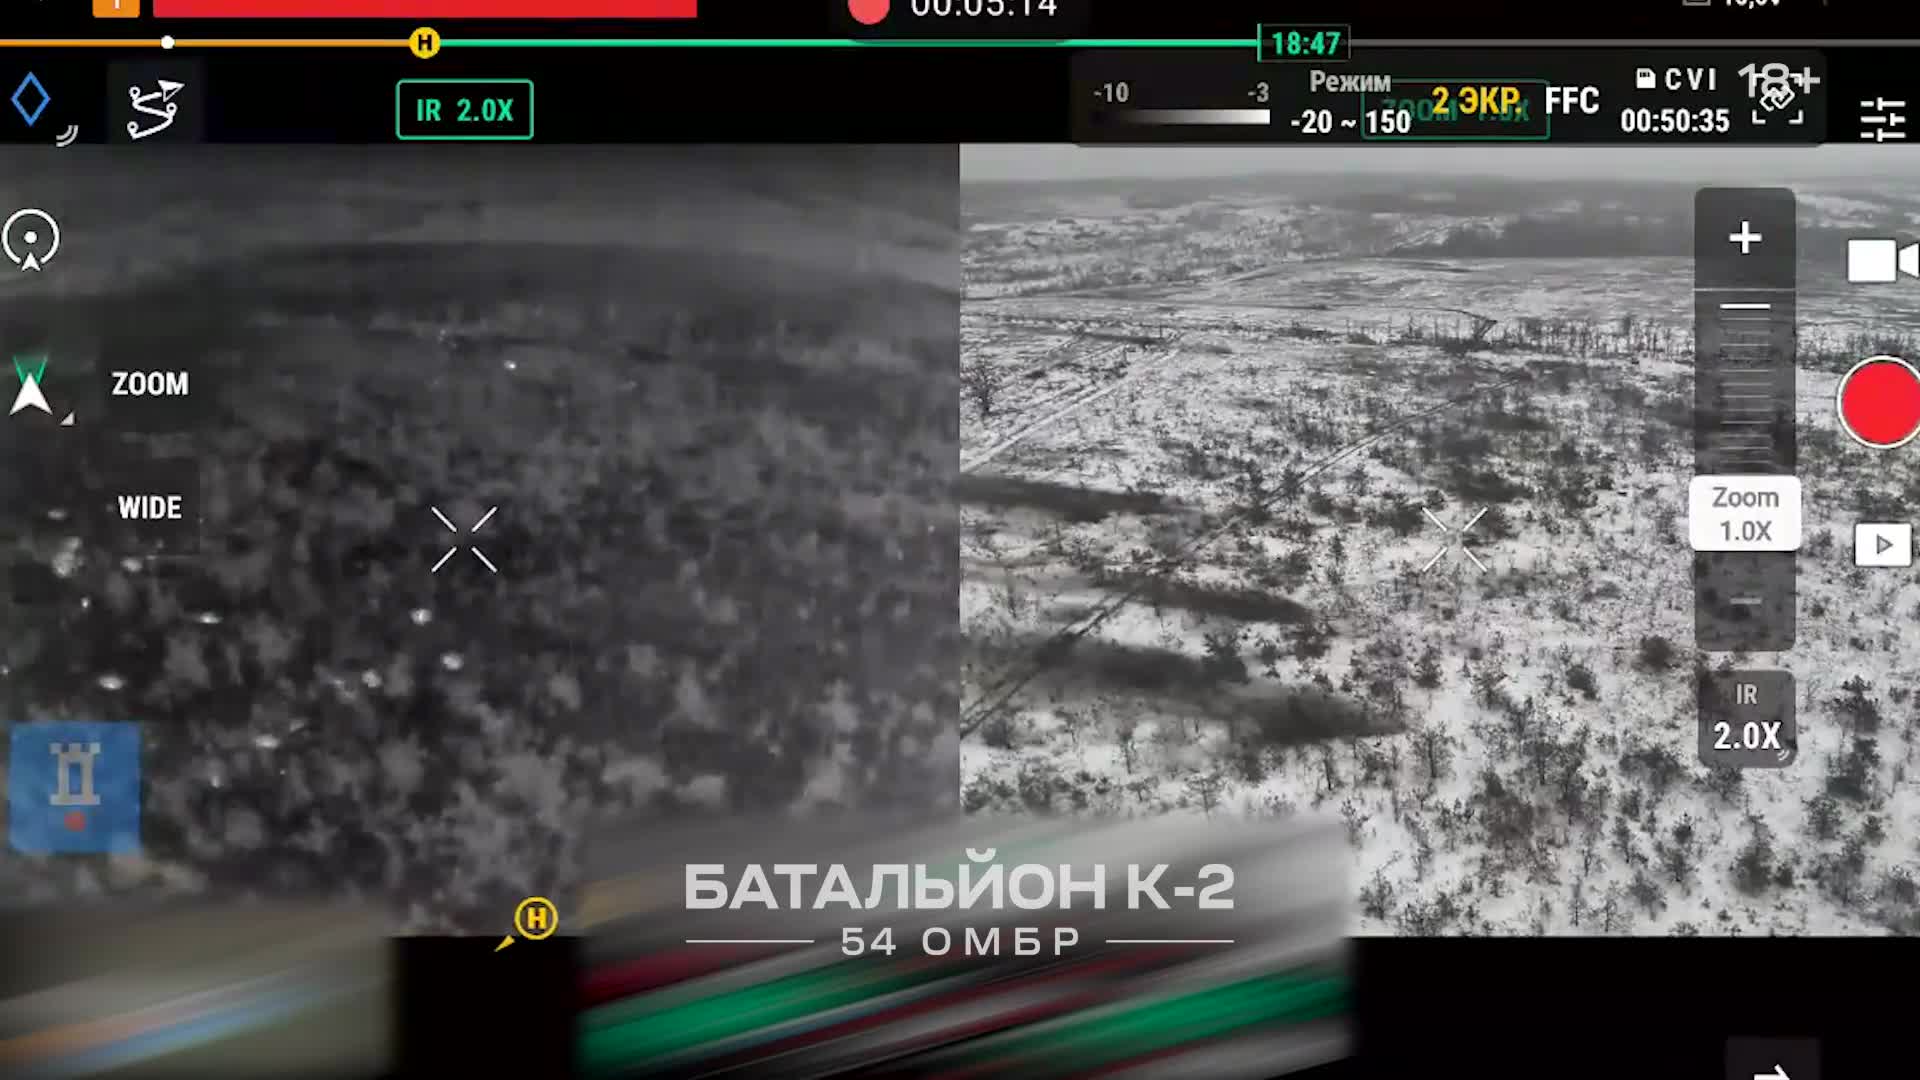 00:05:14
H
18:47
IR 2.0X
-10
-3
Режим
-20 ~ 150
2 ЭКР.
FFC
CVI
00:50:35
18+
ZOOM
WIDE
Zoom
1.0X
IR
2.0X
H
БАТАЛЬЙОН К-2
54 ОМБР